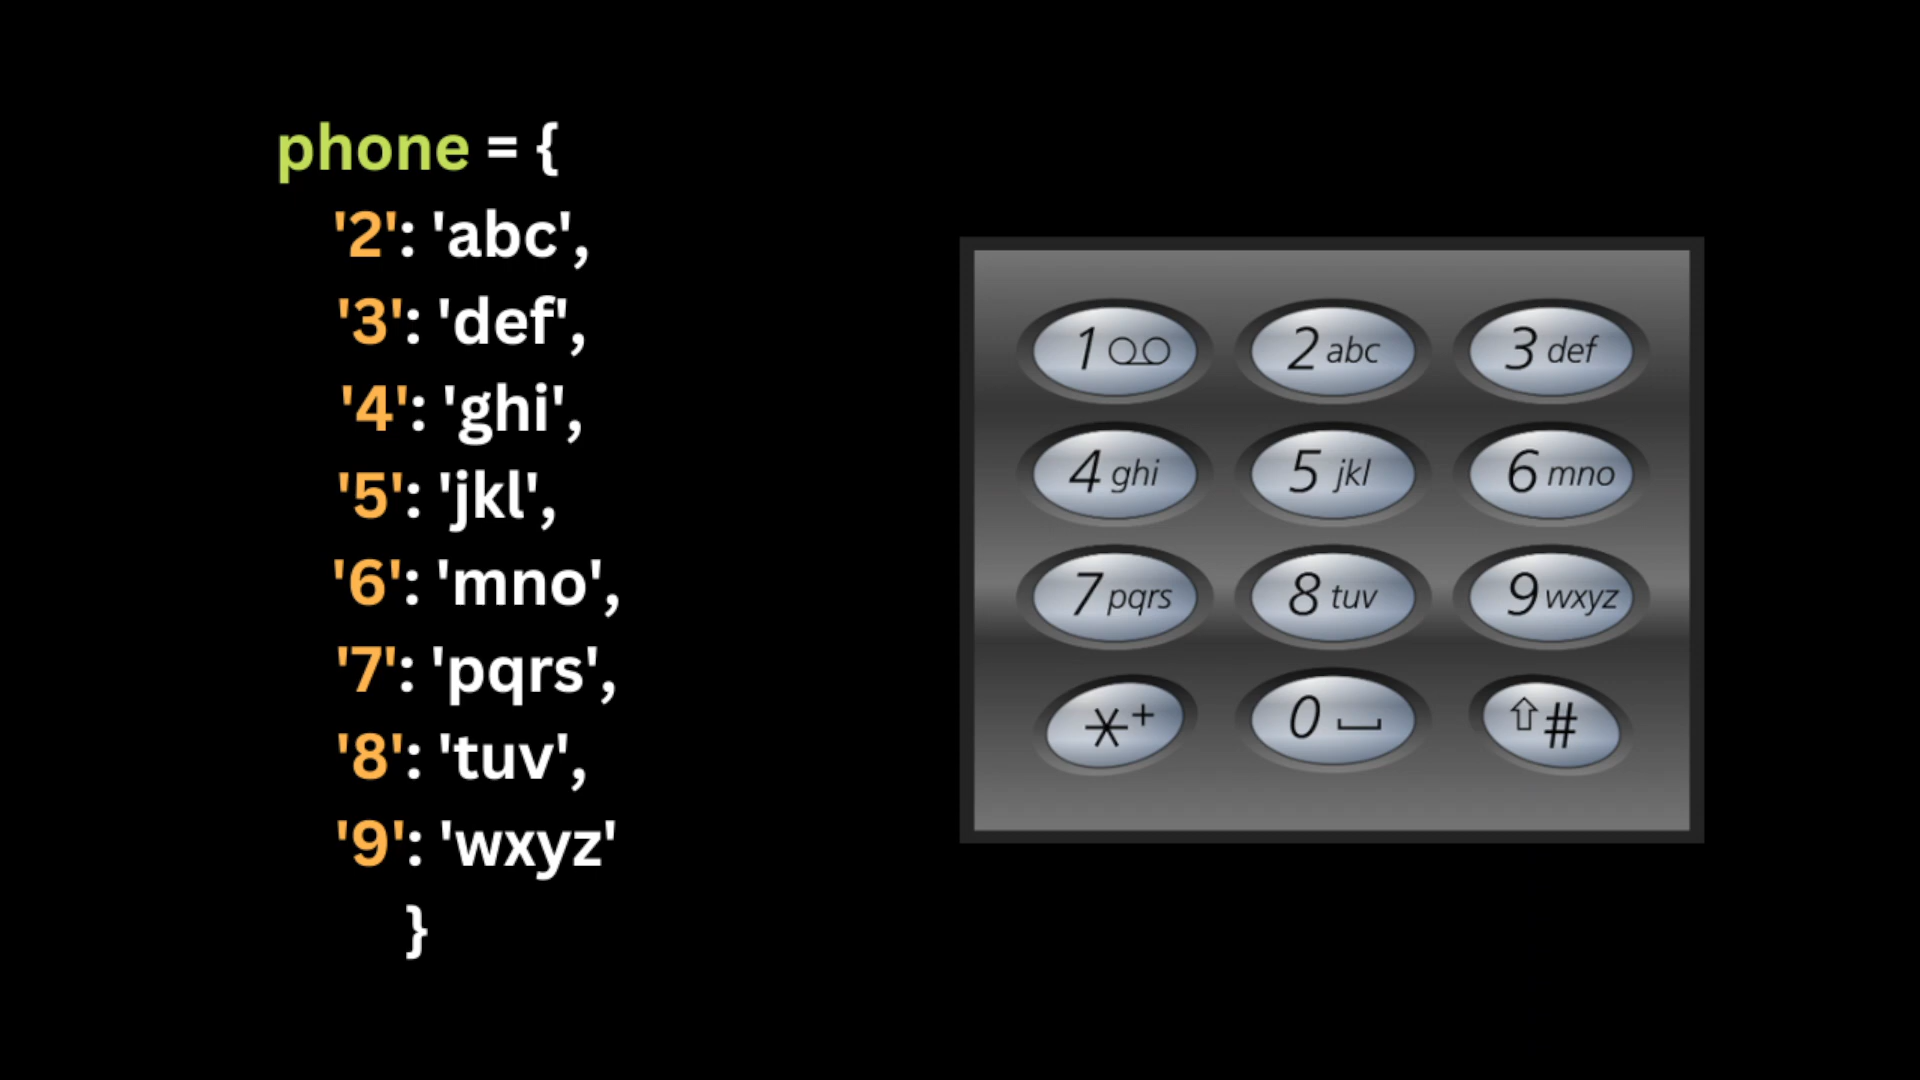 phone = {
'2': 'abc',
'3': 'def',
'4': 'ghi',
'5': 'jkl',
'6': 'mno',
'7': 'pqrs',
'8': 'tuv',
'9': 'wxyz'
}
1 2 abc 3 def
4 ghi 5 jkl 6 mno
7 pqrs 8 tuv 9 wxyz
*+ 0 ⇧#